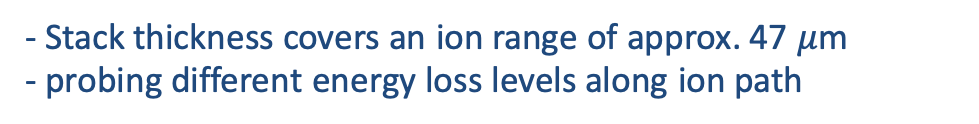 - Stack thickness covers an ion range of approx. 47 𝜇m
- probing different energy loss levels along ion path